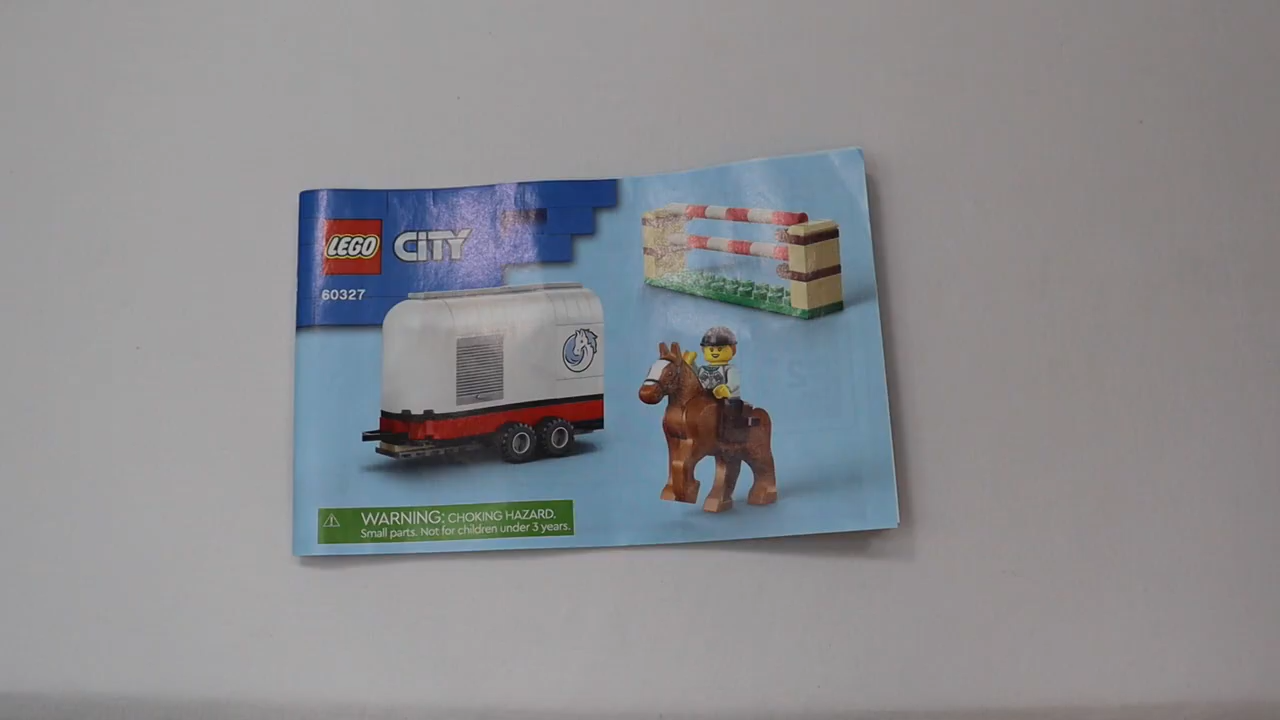 LEGO CITY
60327
WARNING: CHOKING HAZARD.
Small parts. Not for children under 3 years.